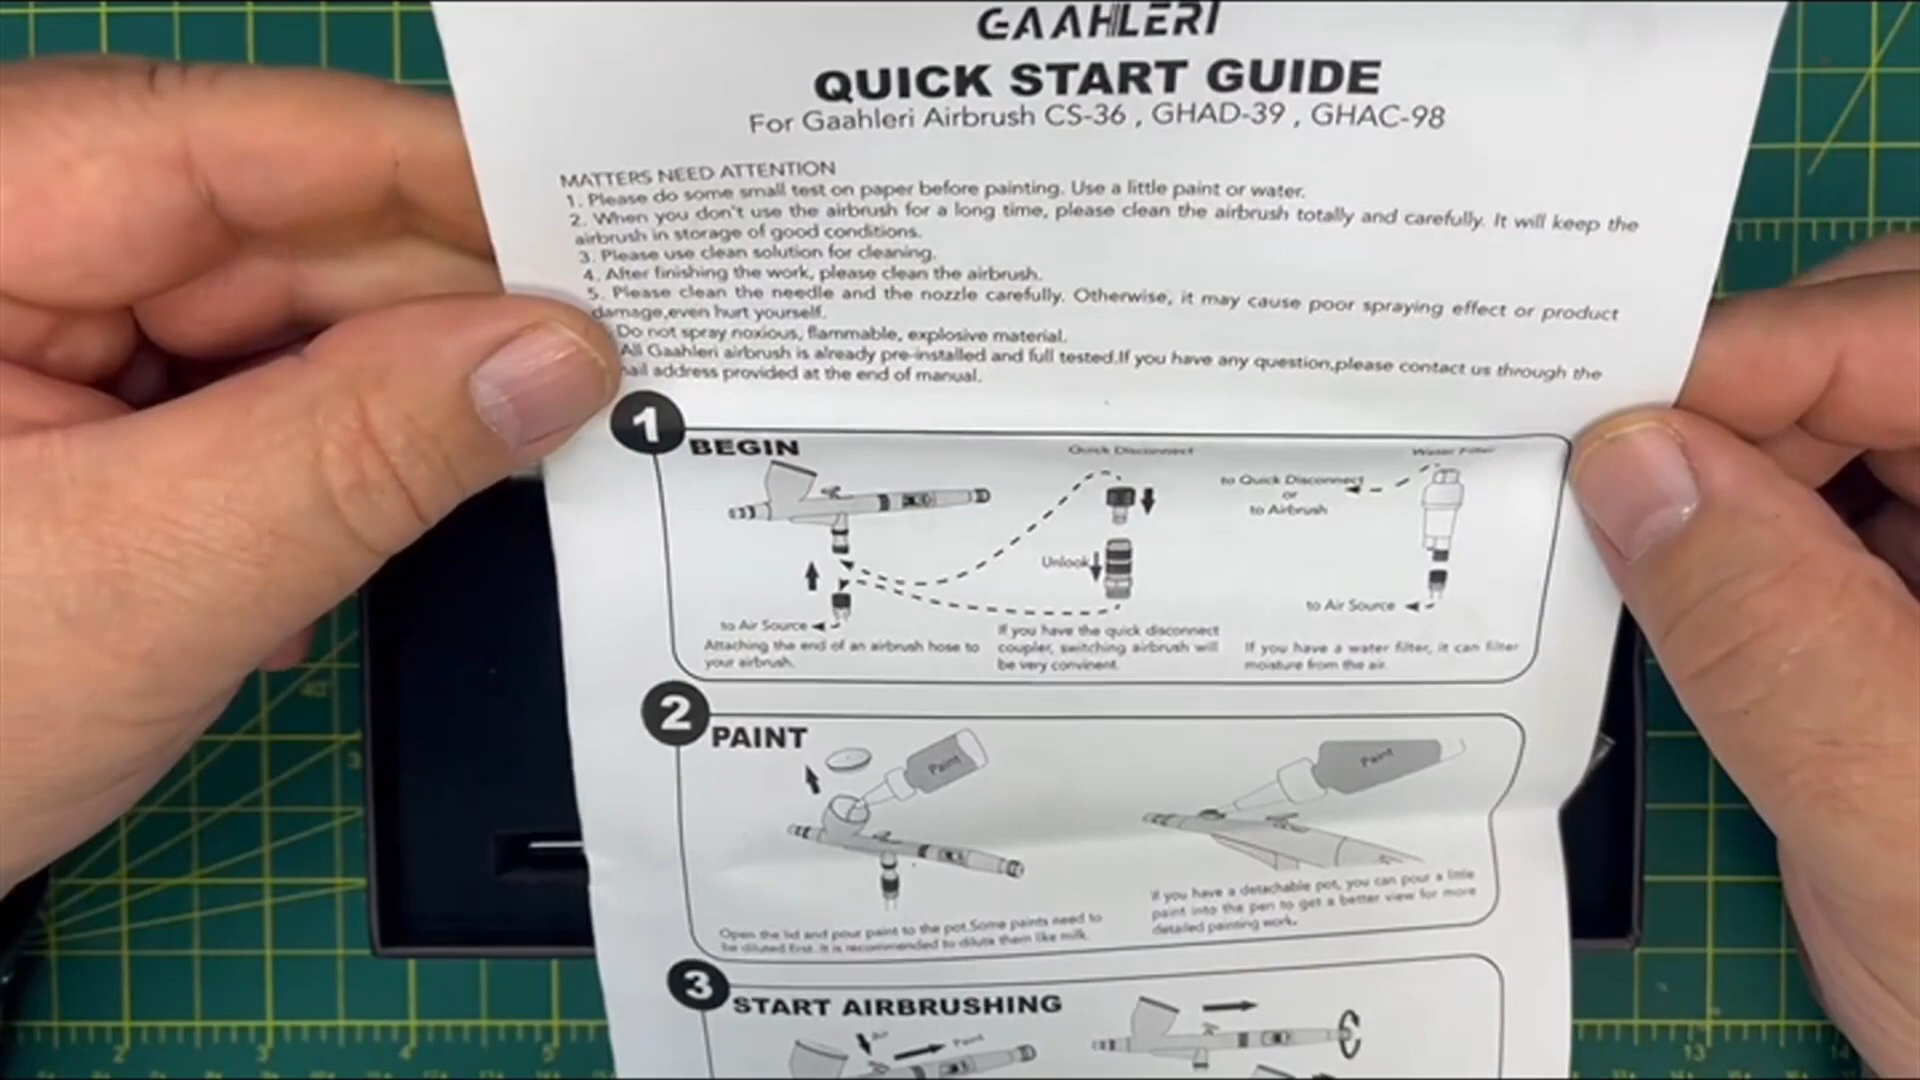 GAAHLERI
QUICK START GUIDE
For Gaahleri Airbrush CS-36 , GHAD-39 , GHAC-98
MATTERS NEED ATTENTION
1. Please do some small test on paper before painting. Use a little paint or water.
2. When you don't use the airbrush for a long time, please clean the airbrush totally and carefully. It will keep the
airbrush in storage of good conditions.
3. Please use clean solution for cleaning.
4. After finishing the work, please clean the airbrush.
5. Please clean the needle and the nozzle carefully. Otherwise, it may cause poor spraying effect or product
damage,even hurt yourself.
Do not spray noxious, flammable, explosive material.
All Gaahleri airbrush is already pre-installed and full tested.If you have any question,please contact us through the
address provided at the end of manual.
1
BEGIN
Quick Disconnect
Water Filter
to Quick Disconnect
or
to Airbrush
Unlook
to Air Source
to Air Source
Attaching the end of an airbrush hose to
your airbrush.
If you have the quick disconnect
coupler, switching airbrush will
be very convinent.
If you have a water filter, it can filter
moisture from the air.
2
PAINT
Paint
Paint
Open the lid and pour paint to the pot.Some paints need to
be diluted first. It is recommended to dilute them like milk.
If you have a detachable pot, you can pour a little
paint into the pen to get a better view for more
detailed painting work.
3
START AIRBRUSHING
Air
Paint
2
3
4
5
13
14